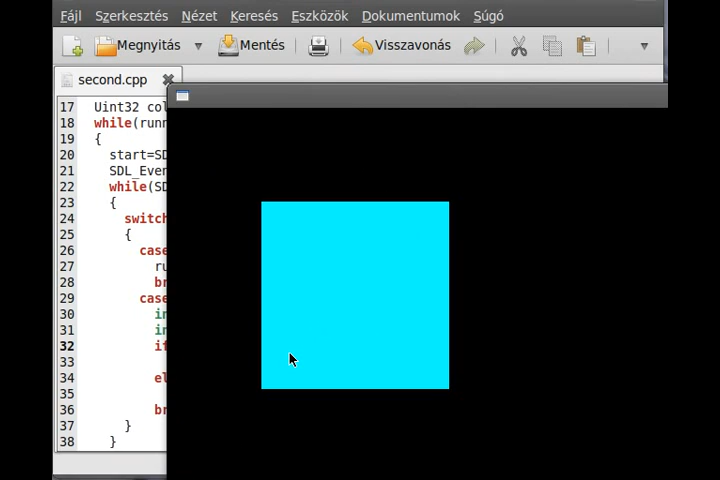 Fájl Szerkesztés Nézet Keresés Eszközök Dokumentumok Súgó
Megnyitás Mentés Visszavonás
second.cpp
17 Uint32 col
18 while(runn
19 {
20 start=SD
21 SDL_Even
22 while(SD
23 {
24 switch
25 {
26 case
27 ru
28 br
29 case
30 in
31 in
32 if
33
34 el
35
36 br
37 }
38 }